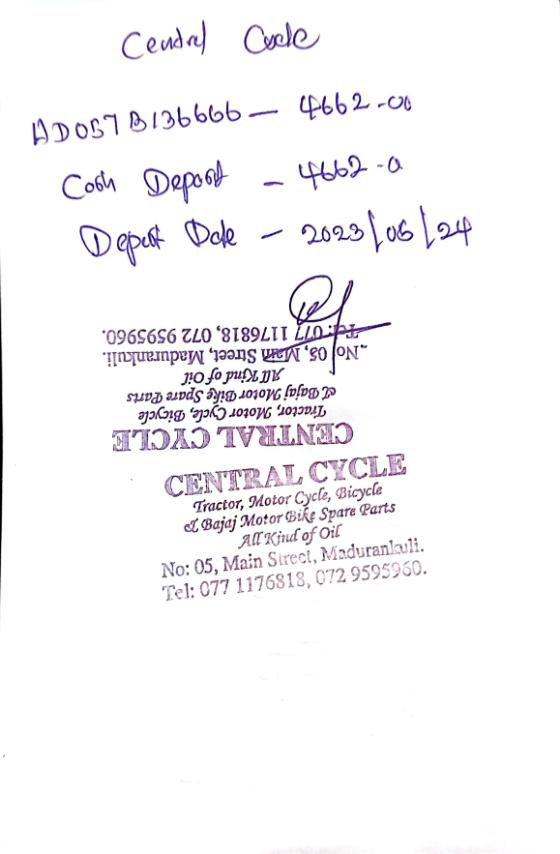 Central Cycle
AD057B136666 — 4662-00
Cash Deposit - 4662-0
Deposit Date - 2023/06/24
Tel: 077 1176818, 072 9595960.
No: 05, Main Street, Madurankuli.
All Kind of Oil
& Bajaj Motor Bike Spare Parts
Tractor, Motor Cycle, Bicycle
CENTRAL CYCLE
CENTRAL CYCLE
Tractor, Motor Cycle, Bicycle
& Bajaj Motor Bike Spare Parts
All Kind of Oil
No: 05, Main Street, Madurankuli.
Tel: 077 1176818, 072 9595960.